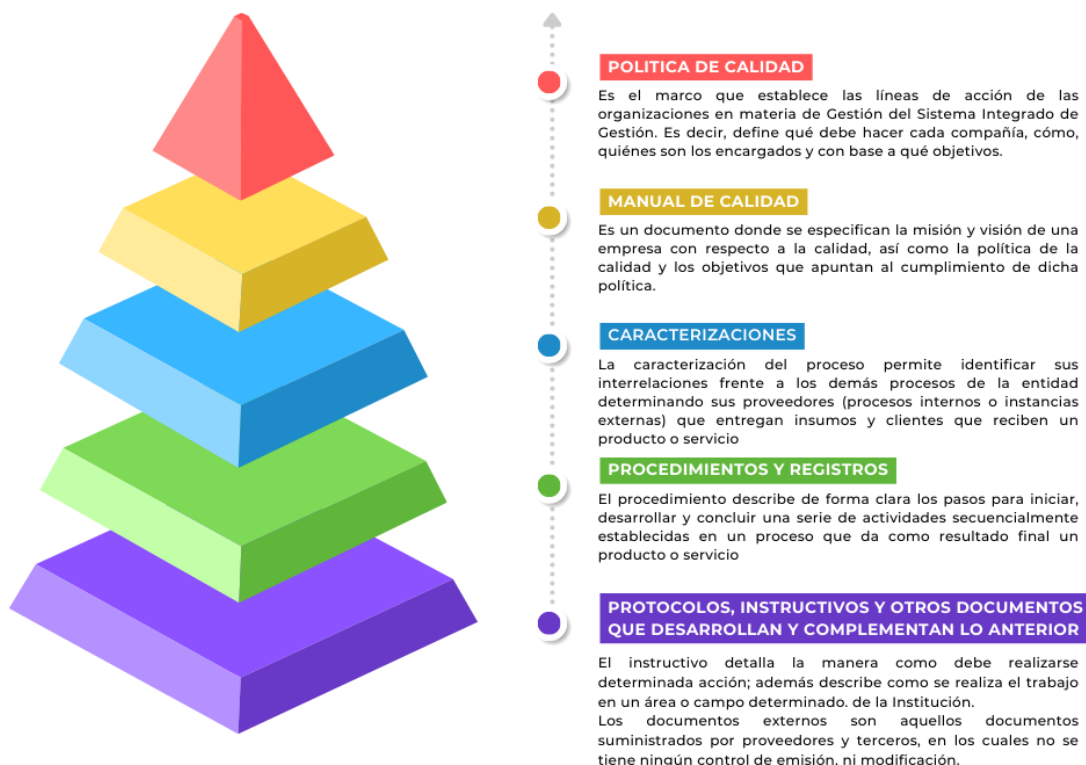 POLITICA DE CALIDAD
Es el marco que establece las líneas de acción de las
organizaciones en materia de Gestión del Sistema Integrado de
Gestión. Es decir, define qué debe hacer cada compañía, cómo,
quiénes son los encargados y con base a qué objetivos.
MANUAL DE CALIDAD
Es un documento donde se especifican la misión y visión de una
empresa con respecto a la calidad, así como la política de la
calidad y los objetivos que apuntan al cumplimiento de dicha
política.
CARACTERIZACIONES
La caracterización del proceso permite identificar sus
interrelaciones frente a los demás procesos de la entidad
determinando sus proveedores (procesos internos o instancias
externas) que entregan insumos y clientes que reciben un
producto o servicio
PROCEDIMIENTOS Y REGISTROS
El procedimiento describe de forma clara los pasos para iniciar,
desarrollar y concluir una serie de actividades secuencialmente
establecidas en un proceso que da como resultado final un
producto o servicio
PROTOCOLOS, INSTRUCTIVOS Y OTROS DOCUMENTOS
QUE DESARROLLAN Y COMPLEMENTAN LO ANTERIOR
El instructivo detalla la manera como debe realizarse
determinada acción; además describe como se realiza el trabajo
en un área o campo determinado. de la Institución.
Los documentos externos son aquellos documentos
suministrados por proveedores y terceros, en los cuales no se
tiene ningún control de emisión, ni modificación.